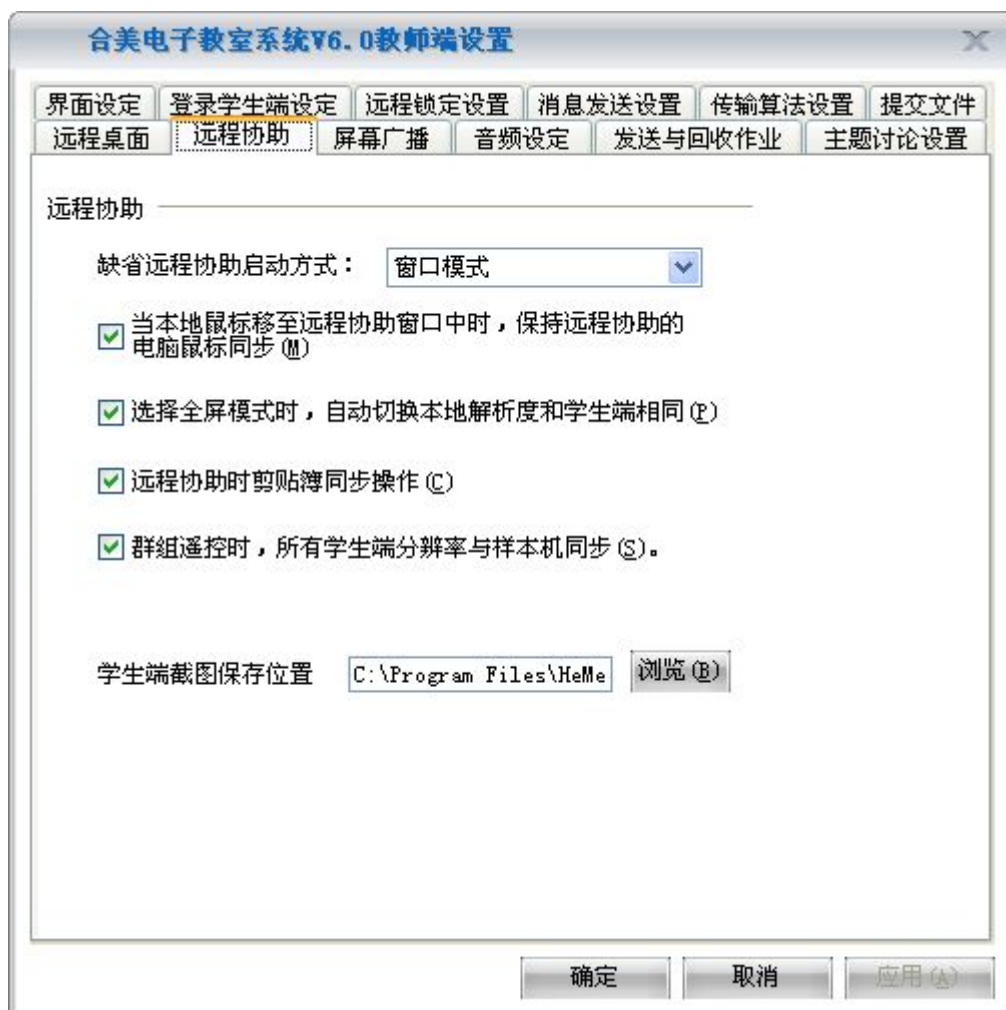 合美电子教室系统V6.0教师端设置
界面设定 登录学生端设定 远程锁定设置 消息发送设置 传输算法设置 提交文件
远程桌面 远程协助 屏幕广播 音频设定 发送与回收作业 主题讨论设置
远程协助
缺省远程协助启动方式： 窗口模式
当本地鼠标移至远程协助窗口中时，保持远程协助的
电脑鼠标同步(M)
选择全屏模式时，自动切换本地解析度和学生端相同(P)
远程协助时剪贴簿同步操作(C)
群组遥控时，所有学生端分辨率与样本机同步(S)。
学生端截图保存位置 C:\Program Files\HeMe 浏览(B)
确定 取消 应用(A)